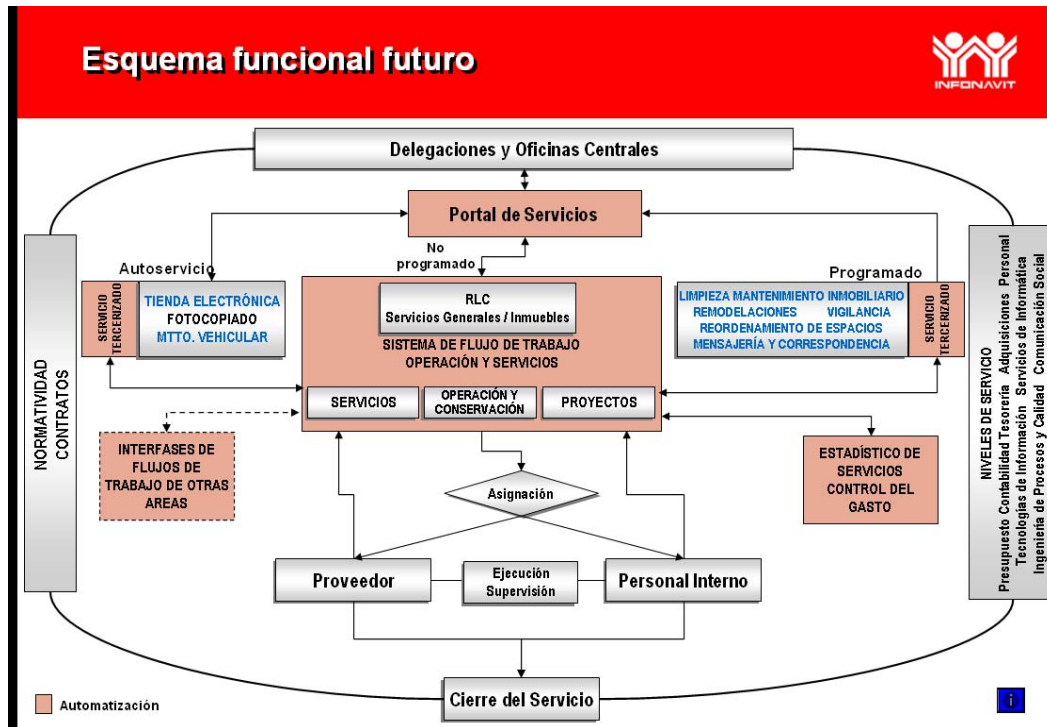 Esquema funcional futuro
INFONAVIT
Delegaciones y Oficinas Centrales
Portal de Servicios
No
programado
Autoservicio
Programado
SERVICIO
TERCERIZADO
TIENDA ELECTRÓNICA
FOTOCOPIADO
MTTO. VEHICULAR
RLC
Servicios Generales / Inmuebles
SISTEMA DE FLUJO DE TRABAJO
OPERACIÓN Y SERVICIOS
SERVICIOS
OPERACIÓN Y
CONSERVACIÓN
PROYECTOS
LIMPIEZA MANTENIMIENTO INMOBILIARIO
REMODELACIONES VIGILANCIA
REORDENAMIENTO DE ESPACIOS
MENSAJERÍA Y CORRESPONDENCIA
SERVICIO
TERCERIZADO
NORMATIVIDAD
CONTRATOS
NIVELES DE SERVICIO
Presupuesto Contabilidad Tesorería Adquisiciones Personal
Tecnologías de Información Servicios de Informática
Ingeniería de Procesos y Calidad Comunicación Social
INTERFASES DE
FLUJOS DE
TRABAJO DE OTRAS
AREAS
ESTADÍSTICO DE
SERVICIOS
CONTROL DEL
GASTO
Asignación
Proveedor
Ejecución
Supervisión
Personal Interno
Cierre del Servicio
Automatización
i